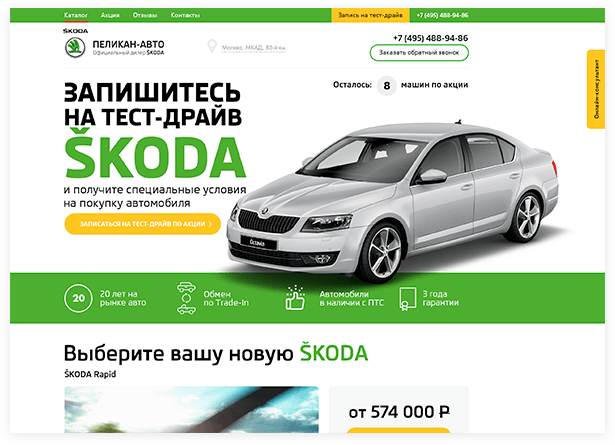 Каталог Акции Отзывы Контакты Запись на тест-драйв +7 (495) 488-94-86
ŠKODA
ПЕЛИКАН-АВТО
Официальный дилер ŠKODA
Москва, МКАД, 85-й км
+7 (495) 488-94-86
Заказать обратный звонок
Онлайн-консультант
Осталось: 8 машин по акции
ЗАПИШИТЕСЬ
НА ТЕСТ-ДРАЙВ
ŠKODA
и получите специальные условия
на покупку автомобиля
ЗАПИСАТЬСЯ НА ТЕСТ-ДРАЙВ ПО АКЦИИ
Octavia
20
20 лет на
рынке авто
Обмен
по Trade-In
Автомобили
в наличии с ПТС
3 года
гарантии
Выберите вашу новую ŠKODA
ŠKODA Rapid
от 574 000 ₽